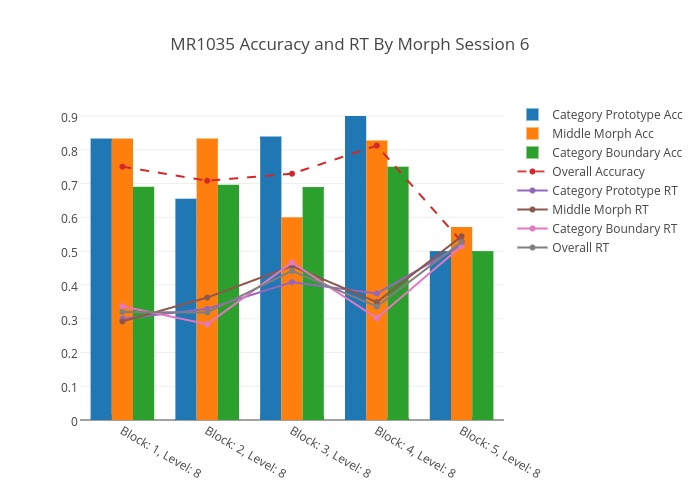 MR1035 Accuracy and RT By Morph Session 6
0.9
0.8
0.7
0.6
0.5
0.4
0.3
0.2
0.1
0
Block: 1, Level: 8
Block: 2, Level: 8
Block: 3, Level: 8
Block: 4, Level: 8
Block: 5, Level: 8
Category Prototype Acc
Middle Morph Acc
Category Boundary Acc
Overall Accuracy
Category Prototype RT
Middle Morph RT
Category Boundary RT
Overall RT